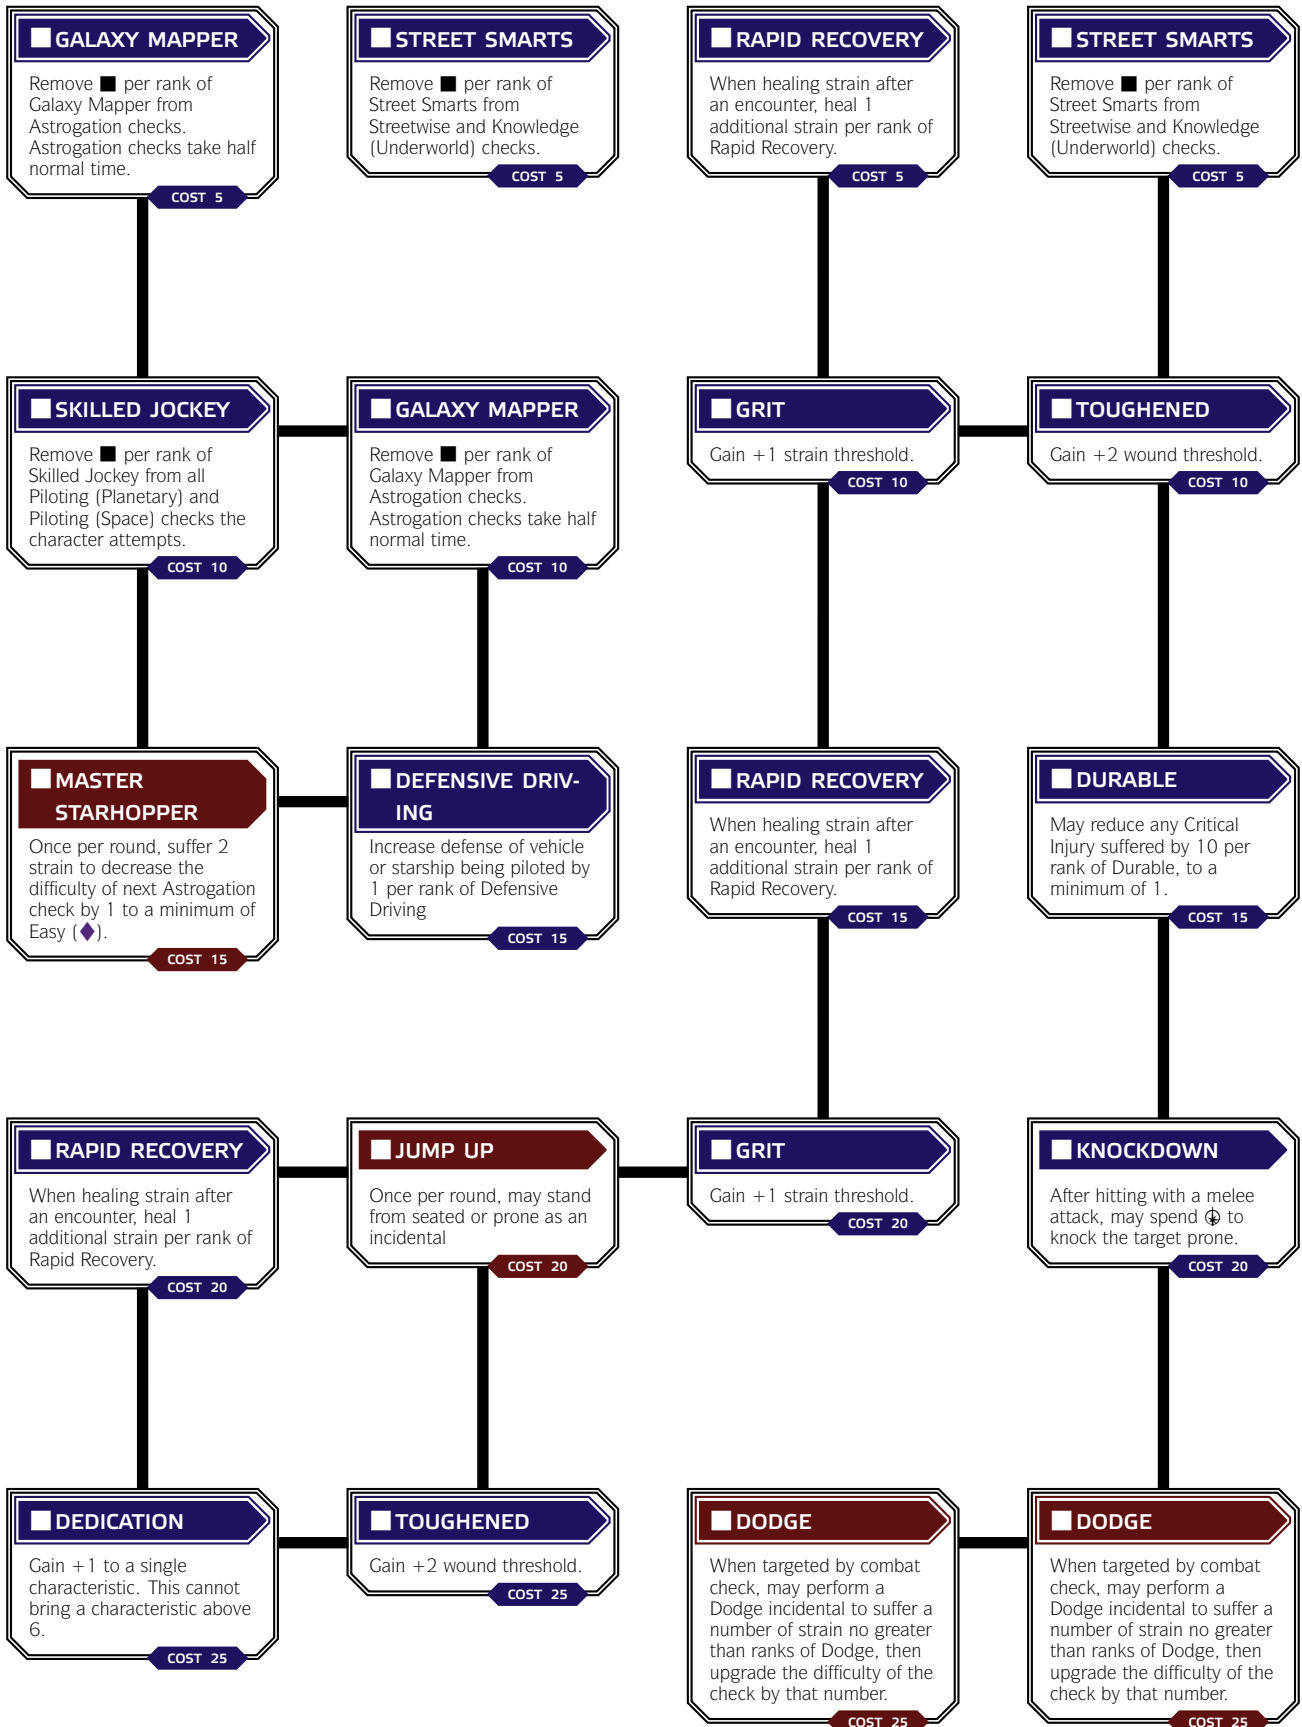 GALAXY MAPPER
Remove ■ per rank of
Galaxy Mapper from
Astrogation checks.
Astrogation checks take half
normal time.
COST 5
STREET SMARTS
Remove ■ per rank of
Street Smarts from
Streetwise and Knowledge
(Underworld) checks.
COST 5
RAPID RECOVERY
When healing strain after
an encounter, heal 1
additional strain per rank of
Rapid Recovery.
COST 5
STREET SMARTS
Remove ■ per rank of
Street Smarts from
Streetwise and Knowledge
(Underworld) checks.
COST 5
SKILLED JOCKEY
Remove ■ per rank of
Skilled Jockey from all
Piloting (Planetary) and
Piloting (Space) checks the
character attempts.
COST 10
GALAXY MAPPER
Remove ■ per rank of
Galaxy Mapper from
Astrogation checks.
Astrogation checks take half
normal time.
COST 10
GRIT
Gain +1 strain threshold.
COST 10
TOUGHENED
Gain +2 wound threshold.
COST 10
MASTER
STARHOPPER
Once per round, suffer 2
strain to decrease the
difficulty of next Astrogation
check by 1 to a minimum of
Easy (♦).
COST 15
DEFENSIVE DRIV-
ING
Increase defense of vehicle
or starship being piloted by
1 per rank of Defensive
Driving
COST 15
RAPID RECOVERY
When healing strain after
an encounter, heal 1
additional strain per rank of
Rapid Recovery.
COST 15
DURABLE
May reduce any Critical
Injury suffered by 10 per
rank of Durable, to a
minimum of 1.
COST 15
RAPID RECOVERY
When healing strain after
an encounter, heal 1
additional strain per rank of
Rapid Recovery.
COST 20
JUMP UP
Once per round, may stand
from seated or prone as an
incidental
COST 20
GRIT
Gain +1 strain threshold.
COST 20
KNOCKDOWN
After hitting with a melee
attack, may spend to
knock the target prone.
COST 20
DEDICATION
Gain +1 to a single
characteristic. This cannot
bring a characteristic above
6.
COST 25
TOUGHENED
Gain +2 wound threshold.
COST 25
DODGE
When targeted by combat
check, may perform a
Dodge incidental to suffer a
number of strain no greater
than ranks of Dodge, then
upgrade the difficulty of the
check by that number.
COST 25
DODGE
When targeted by combat
check, may perform a
Dodge incidental to suffer a
number of strain no greater
than ranks of Dodge, then
upgrade the difficulty of the
check by that number.
COST 25